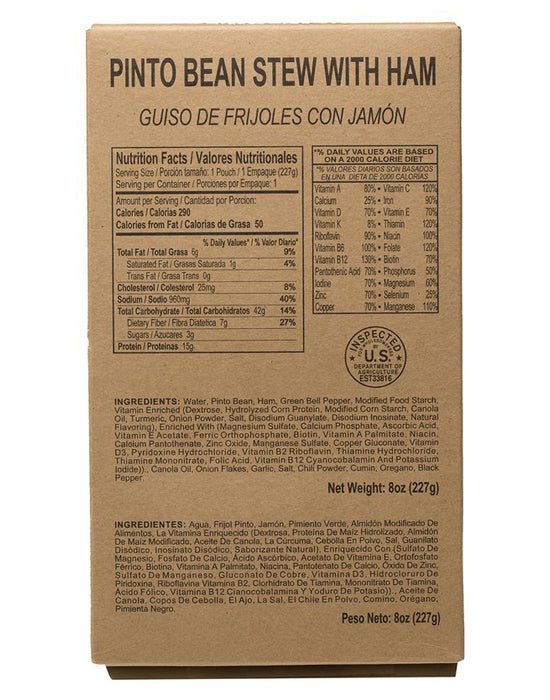 PINTO BEAN STEW WITH HAM
GUISO DE FRIJOLES CON JAMÓN
Nutrition Facts / Valores Nutritionales
Serving Size / Porción tamaño: 1 Pouch / 1 Empaque (227g)
Serving per Container / Porciones por Empaque: 1
Amount per Serving / Cantidad por Porcion:
Calories / Calorias 290
Calories from Fat / Calorias de Grasa 50
% Daily Values* / % Valor Diario*
Total Fat / Total Grasa 6g 9%
Saturated Fat / Grasas Saturada 1g 4%
Trans Fat / Grasa Trans 0g
Cholesterol / Colesterol 25mg 8%
Sodium / Sodio 960mg 40%
Total Carbohydrate / Total Carbohidratos 42g 14%
Dietary Fiber / Fibra Dietatica 7g 27%
Sugars / Azucares 3g
Protein / Proteinas 15g
*% DAILY VALUES ARE BASED
ON A 2000 CALORIE DIET
*% VALORES DIARIOS SON BASADOS
EN UNA DIETA DE 2000 CALORÍAS
Vitamin A 80% • Vitamin C 120%
Calcium 25% • Iron 90%
Vitamin D 70% • Vitamin E 70%
Vitamin K 8% • Thiamin 120%
Riboflavin 90% • Niacin 100%
Vitamin B6 100% • Folate 120%
Vitamin B12 130% • Biotin 70%
Pantothenic Acid 70% • Phosphorus 50%
Iodine 70% • Magnesium 60%
Zinc 70% • Selenium 25%
Copper 70% • Manganese 110%
INSPECTED
FOR WHOLESOMENESS
BY
U.S.
DEPARTMENT OF
AGRICULTURE
EST33816
INGREDIENTS: Water, Pinto Bean, Ham, Green Bell Pepper, Modified Food Starch,
Vitamin Enriched (Dextrose, Hydrolyzed Corn Protein, Modified Corn Starch, Canola
Oil, Turmeric, Onion Powder, Salt, Disodium Guanylate, Disodium Inosinate, Natural
Flavoring), Enriched With (Magnesium Sulfate, Calcium Phosphate, Ascorbic Acid,
Vitamin E Acetate, Ferric Orthophosphate, Biotin, Vitamin A Palmitate, Niacin,
Calcium Pantothenate, Zinc Oxide, Manganese Sulfate, Copper Gluconate, Vitamin
D3, Pyridoxine Hydrochloride, Vitamin B2 Riboflavin, Thiamine Hydrochloride,
Thiamine Mononitrate, Folic Acid, Vitamin B12 Cyanocobalamin And Potassium
Iodide))., Canola Oil, Onion Flakes, Garlic, Salt, Chili Powder, Cumin, Oregano, Black
Pepper.
Net Weight: 8oz (227g)
INGREDIENTES: Agua, Frijol Pinto, Jamón, Pimiento Verde, Almidón Modificado De
Alimentos, La Vitamina Enriquecido (Dextrosa, Proteína De Maíz Hidrolizado, Almidón
De Maíz Modificado, Aceite De Canola, La Cúrcuma, Cebolla En Polvo, Sal, Guanilato
Disódico, Inosinato Disódico, Saborizante Natural), Enriquecido Con (Sulfato De
Magnesio, Fosfato De Calcio, Ácido Ascórbico, Acetato De Vitamina E, Ortofosfato
Férrico, Biotina, Vitamina A Palmitato, Niacina, Pantotenato De Calcio, Óxido De Zinc,
Sulfato De Manganeso, Gluconato De Cobre, Vitamina D3, Hidrocloruro De
Piridoxina, Riboflavina Vitamina B2, Clorhidrato De Tiamina, Mononitrato De Tiamina,
Ácido Fólico, Vitamina B12 Cianocobalamina Y Yoduro De Potasio))., Aceite De
Canola, Copos De Cebolla, El Ajo, La Sal, El Chile En Polvo, Comino, Orégano,
Pimienta Negro.
Peso Neto: 8oz (227g)